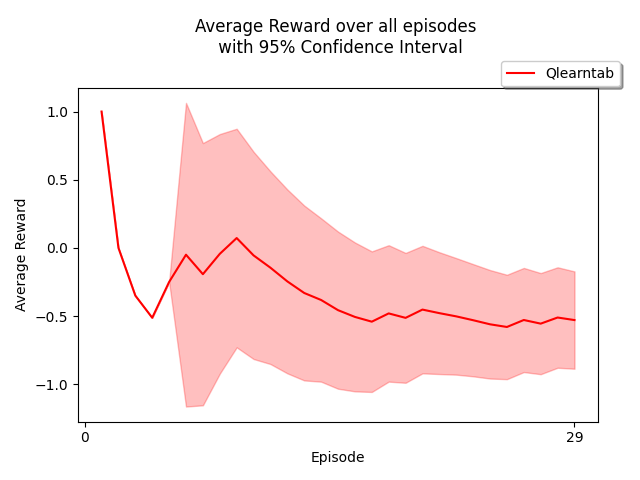 Average Reward over all episodes
with 95% Confidence Interval
Qlearntab
1.0
0.5
0.0
−0.5
−1.0
Average Reward
0
29
Episode